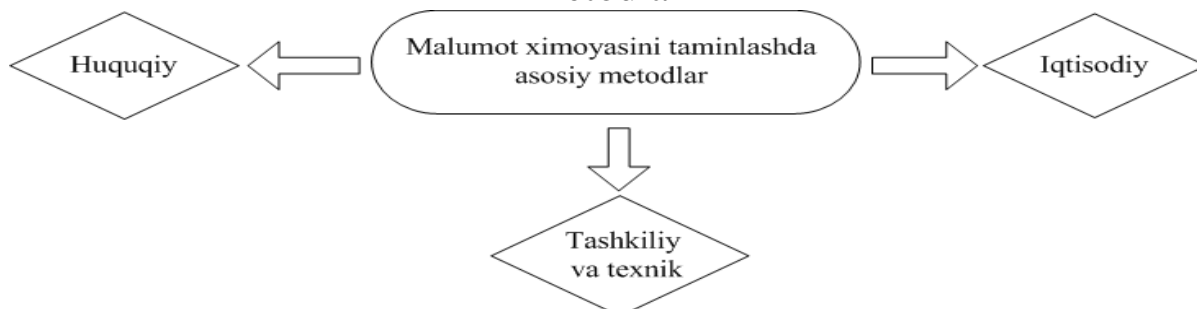 Malumot ximoyasini taminlashda
asosiy metodlar
Huquqiy
Iqtisodiy
Tashkiliy
va texnik